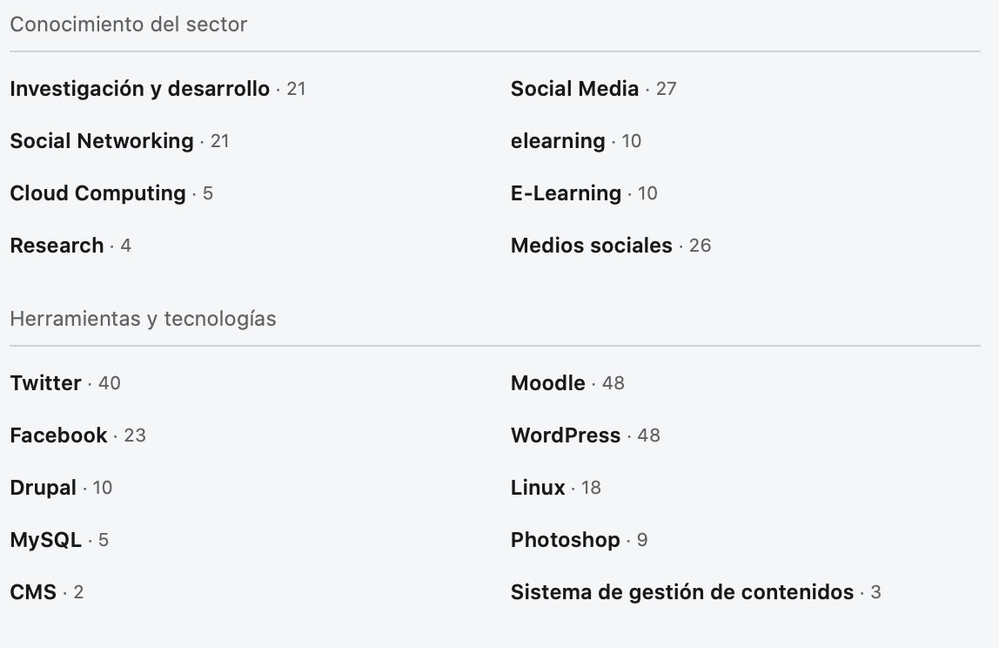 Conocimiento del sector
Investigación y desarrollo · 21
Social Media · 27
Social Networking · 21
elearning · 10
Cloud Computing · 5
E-Learning · 10
Research · 4
Medios sociales · 26
Herramientas y tecnologías
Twitter · 40
Moodle · 48
Facebook · 23
WordPress · 48
Drupal · 10
Linux · 18
MySQL · 5
Photoshop · 9
CMS · 2
Sistema de gestión de contenidos · 3